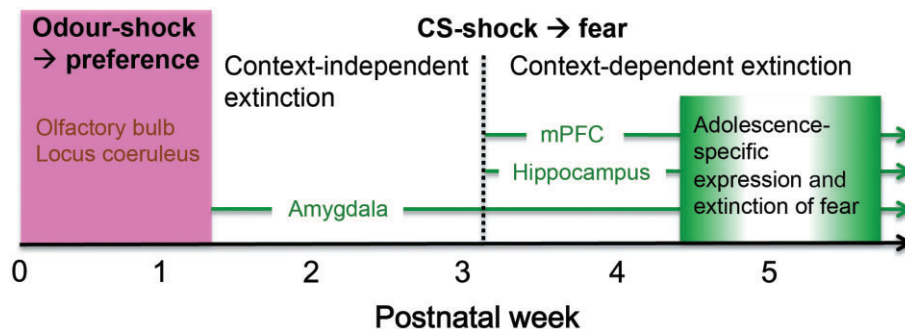 Odour-shock
→ preference
CS-shock → fear
Context-independent
extinction
Context-dependent extinction
Olfactory bulb
Locus coeruleus
mPFC
Hippocampus
Amygdala
Adolescence-
specific
expression and
extinction of fear
0 1 2 3 4 5
Postnatal week